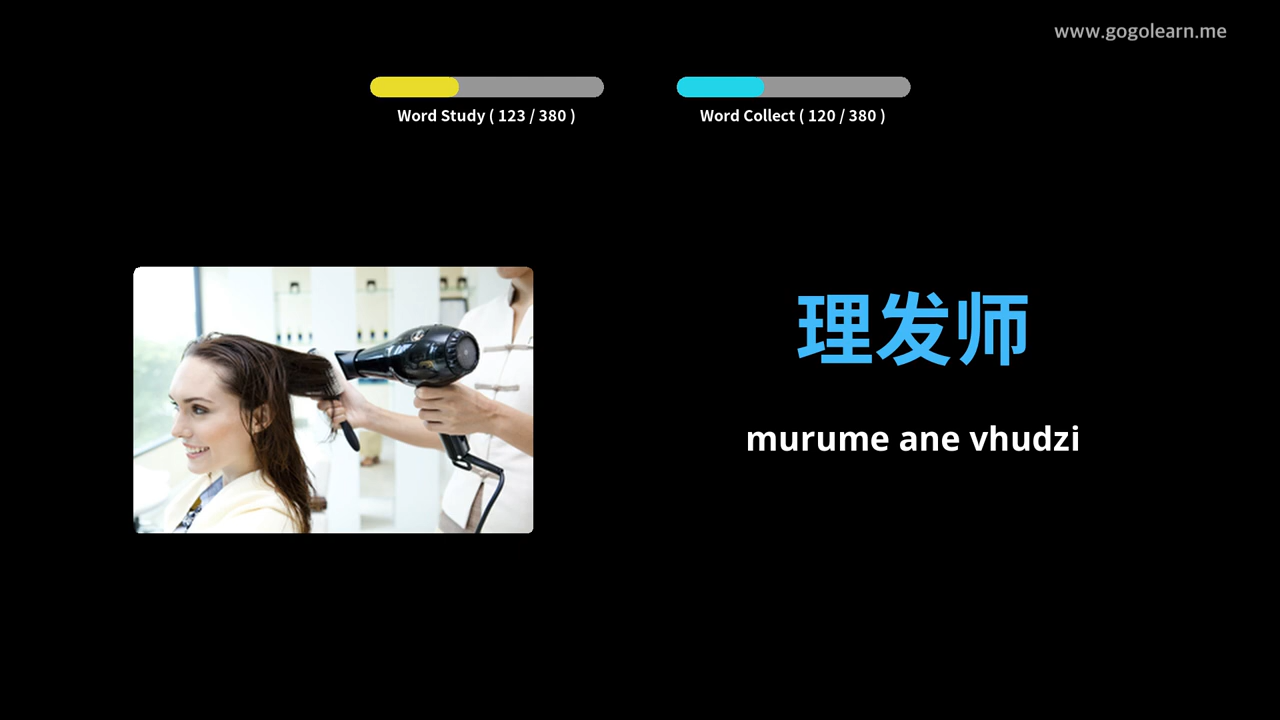 www.gogolearn.me
Word Study ( 123 / 380 )
Word Collect ( 120 / 380 )
理发师
murume ane vhudzi